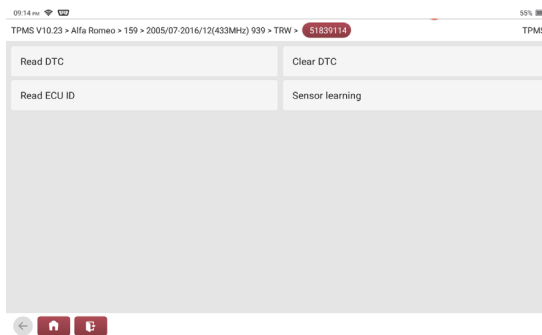 09:14 PM 55%
TPMS V10.23 > Alfa Romeo > 159 > 2005/07-2016/12(433MHz) 939 > TRW > 51839114 TPMS
Read DTC Clear DTC
Read ECU ID Sensor learning